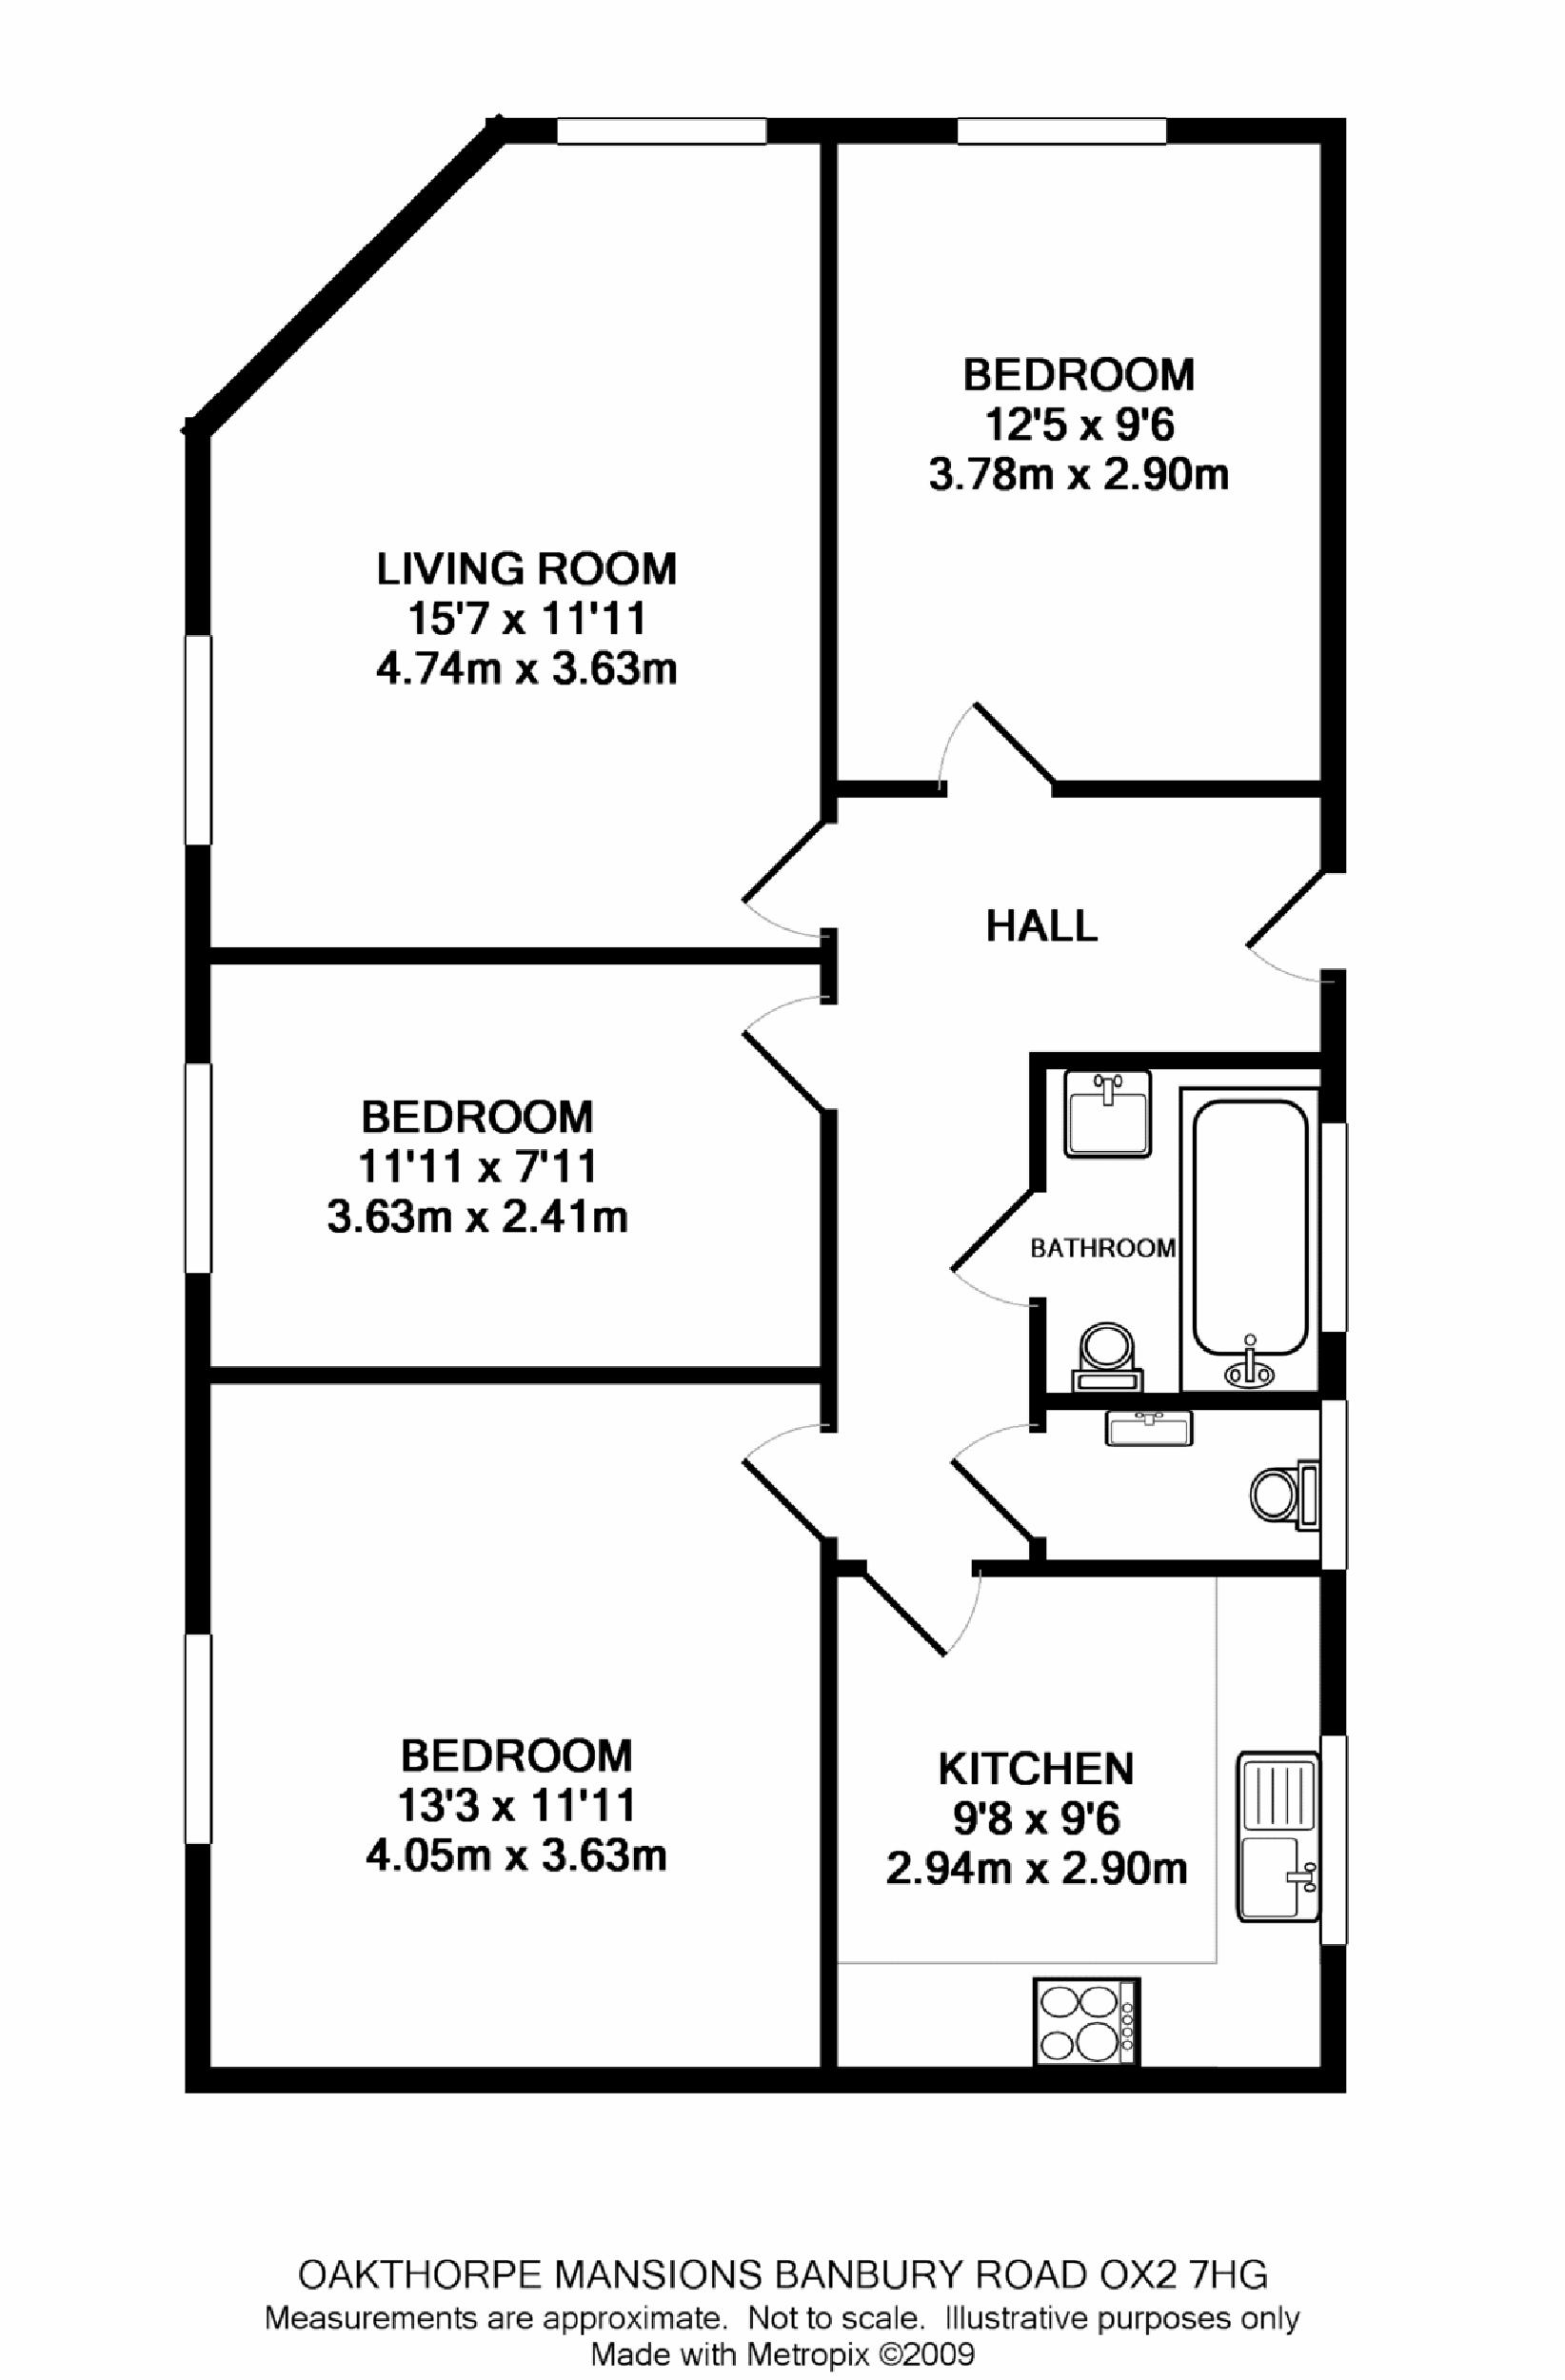 BEDROOM
12'5 x 9'6
3.78m x 2.90m
LIVING ROOM
15'7 x 11'11
4.74m x 3.63m
HALL
BEDROOM
11'11 x 7'11
3.63m x 2.41m
BATHROOM
BEDROOM
13'3 x 11'11
4.05m x 3.63m
KITCHEN
9'8 x 9'6
2.94m x 2.90m
OAKTHORPE MANSIONS BANBURY ROAD OX2 7HG
Measurements are approximate. Not to scale. Illustrative purposes only
Made with Metropix ©2009